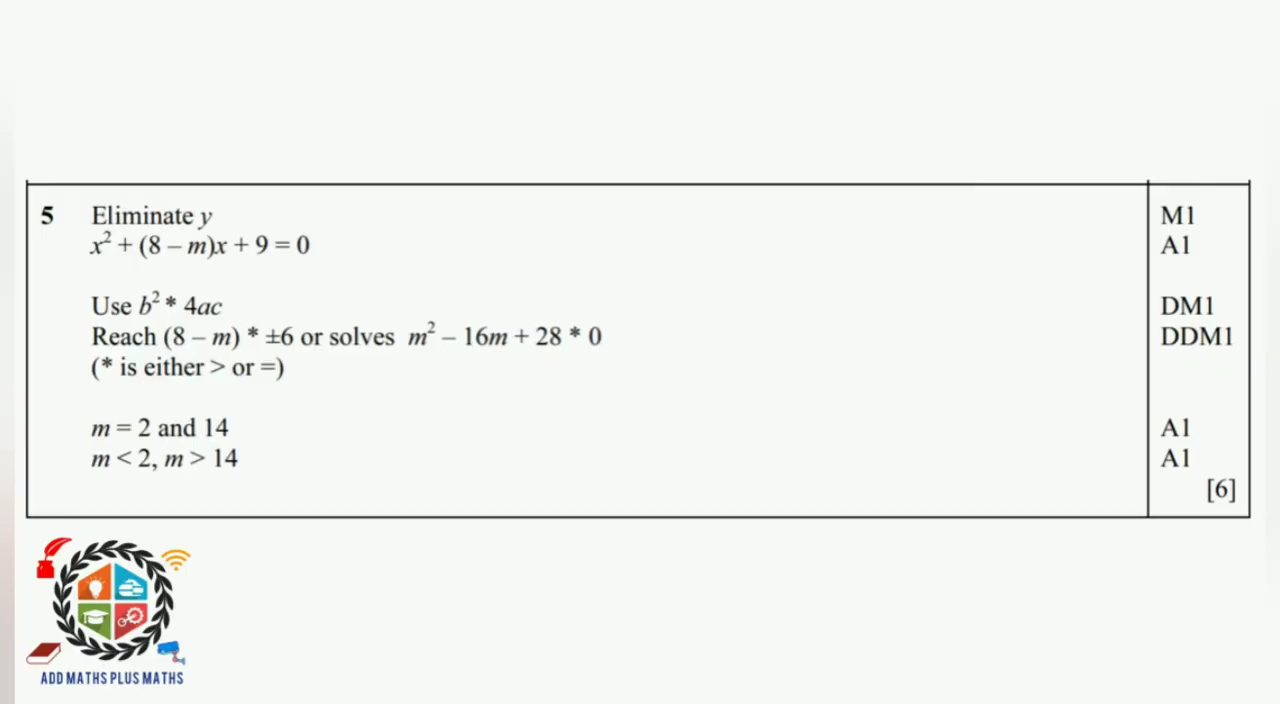 5 Eliminate y M1
x² + (8 – m)x + 9 = 0 A1
Use b² * 4ac DM1
Reach (8 – m) * ±6 or solves m² – 16m + 28 * 0 DDM1
(* is either > or =)
m = 2 and 14 A1
m < 2, m > 14 A1
[6]
ADD MATHS PLUS MATHS